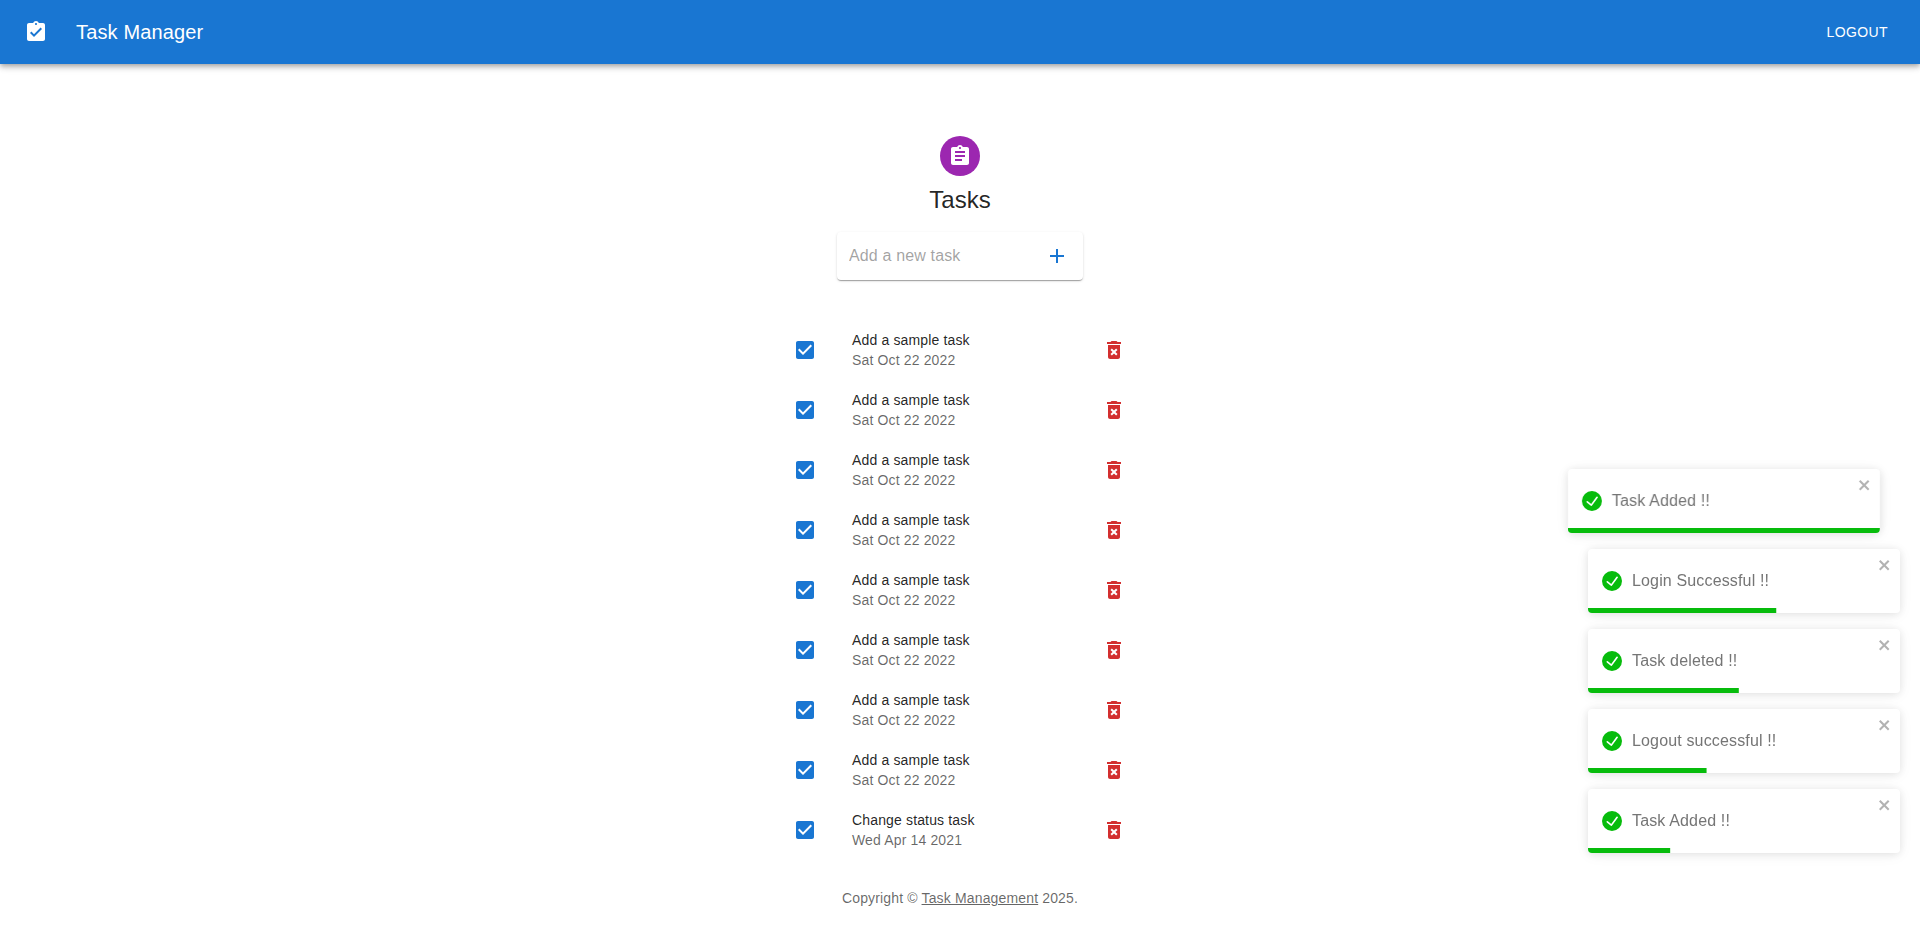 Task Manager
LOGOUT
Tasks
Add a new task
Add a sample task
Sat Oct 22 2022
Add a sample task
Sat Oct 22 2022
Add a sample task
Sat Oct 22 2022
Add a sample task
Sat Oct 22 2022
Add a sample task
Sat Oct 22 2022
Add a sample task
Sat Oct 22 2022
Add a sample task
Sat Oct 22 2022
Add a sample task
Sat Oct 22 2022
Change status task
Wed Apr 14 2021
Task Added !!
Login Successful !!
Task deleted !!
Logout successful !!
Task Added !!
Copyright © Task Management 2025.